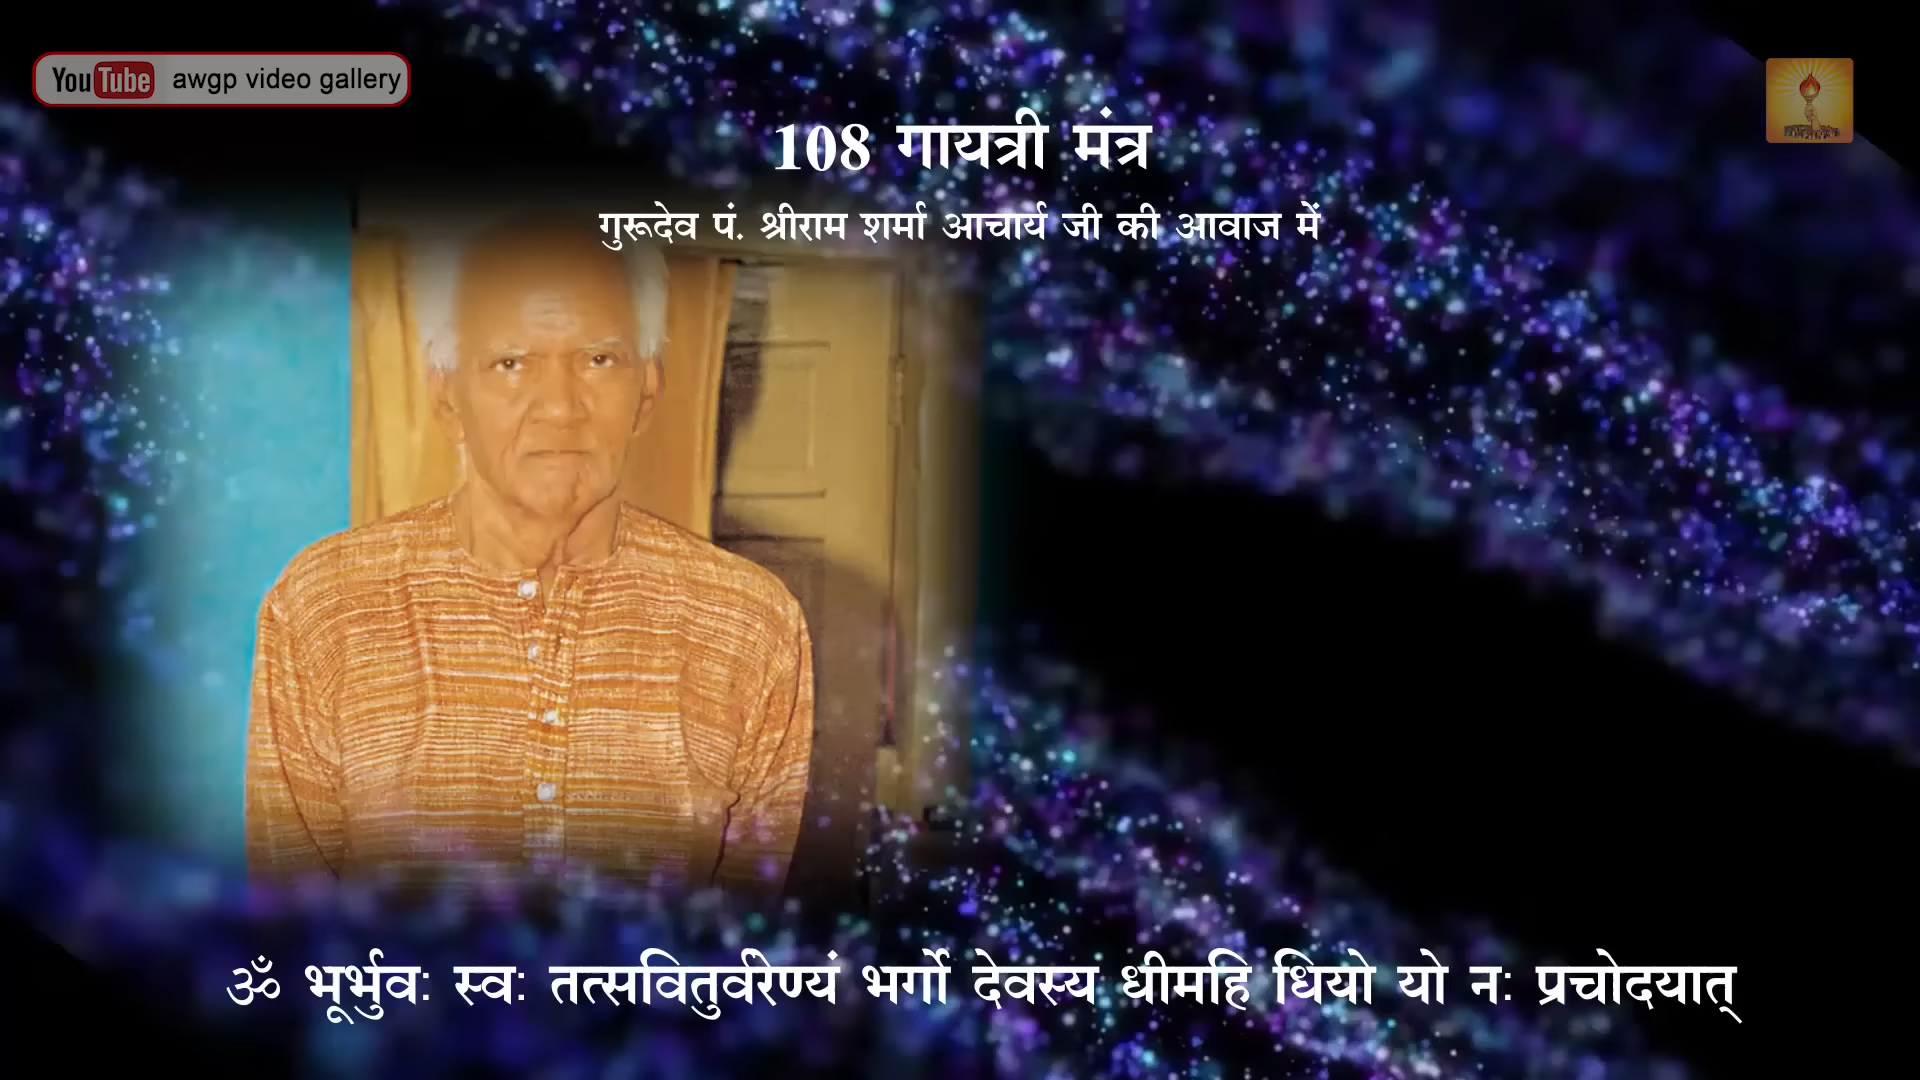 YouTube awgp video gallery
108 गायत्री मंत्र
गुरूदेव पं. श्रीराम शर्मा आचार्य जी की आवाज में
ॐ भूर्भुवः स्वः तत्सवितुर्वरेण्यं भर्गो देवस्य धीमहि धियो यो नः प्रचोदयात्